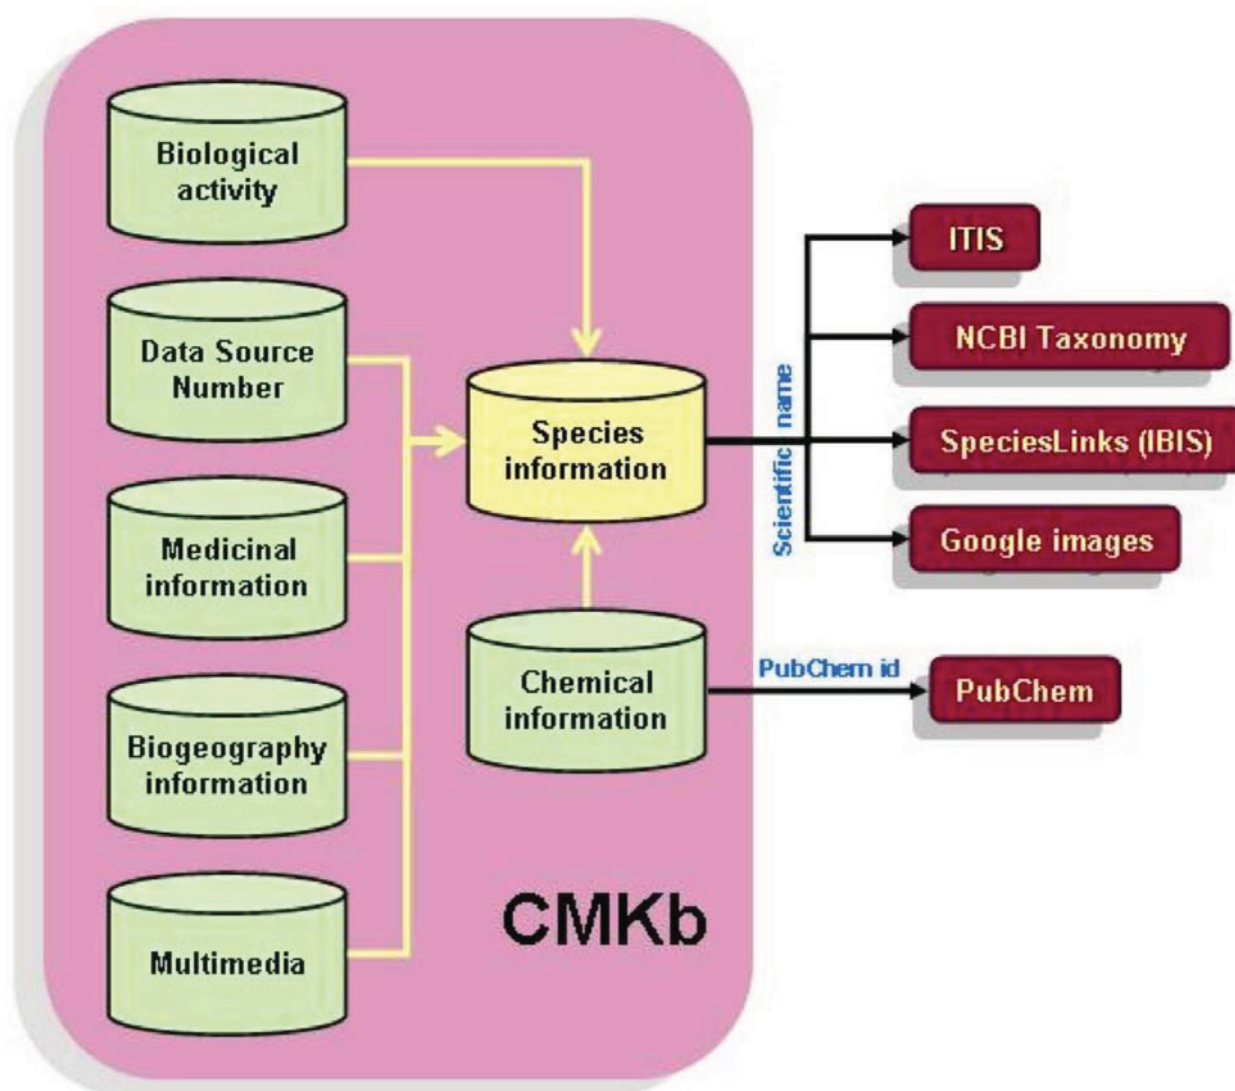 Biological
activity
Data Source
Number
Medicinal
information
Biogeography
information
Multimedia
Species
information
Chemical
information
CMKb
Scientific name
ITIS
NCBI Taxonomy
SpeciesLinks (IBIS)
Google images
PubChem id
PubChem